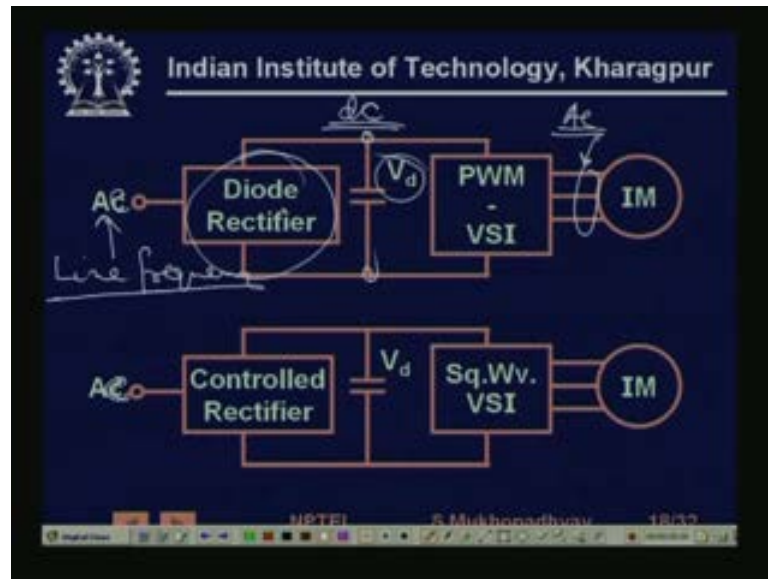 Indian Institute of Technology, Kharagpur
dc
Ac
AC
Diode
Rectifier
Vd
PWM
-
VSI
IM
Line frequency
AC
Controlled
Rectifier
Vd
Sq.Wv.
VSI
IM
NPTEL
S.Mukhopadhyay
18/32